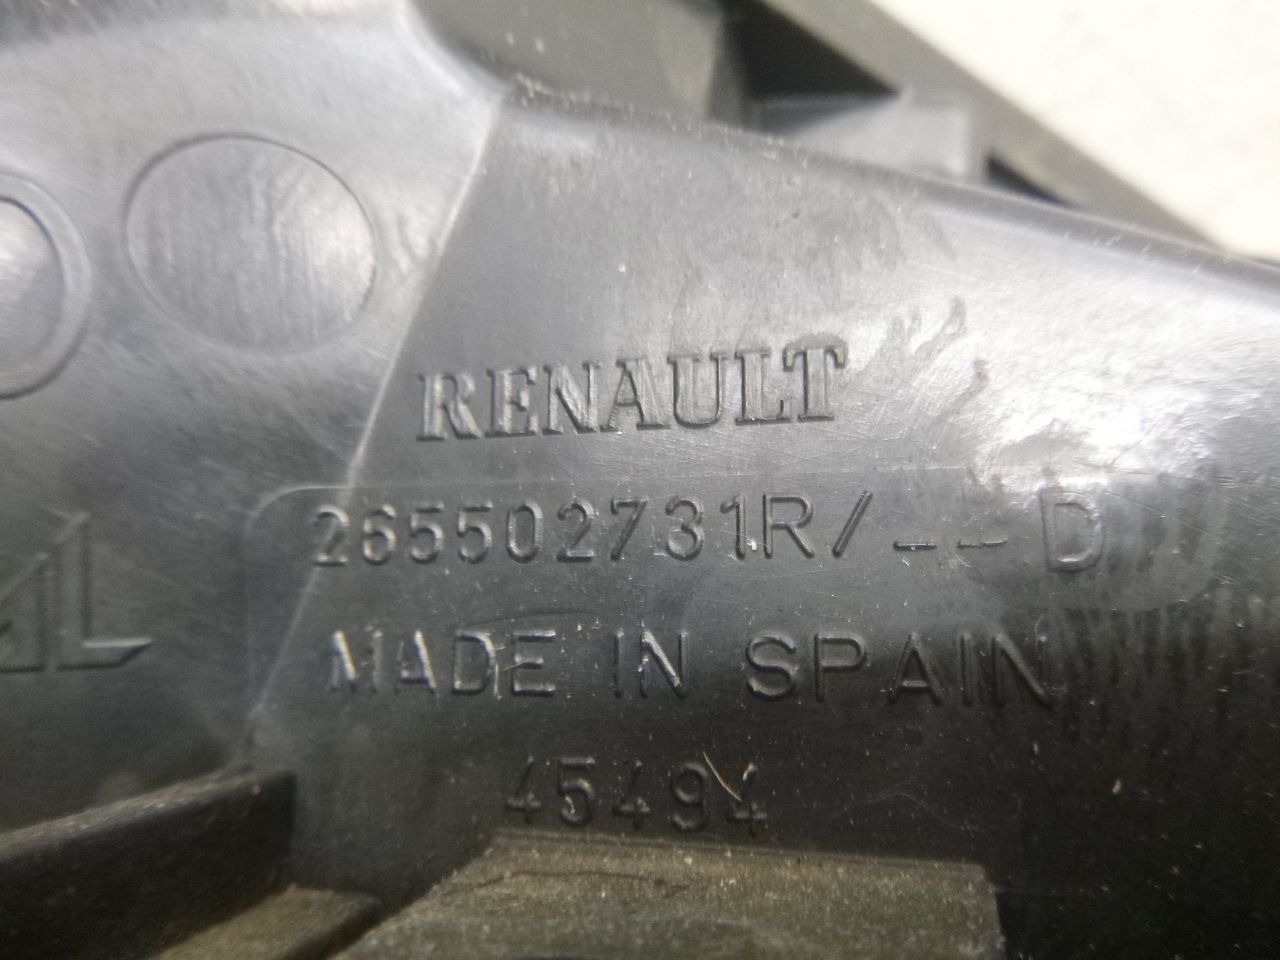 RENAULT
265502731R/--- D
MADE IN SPAIN
45494